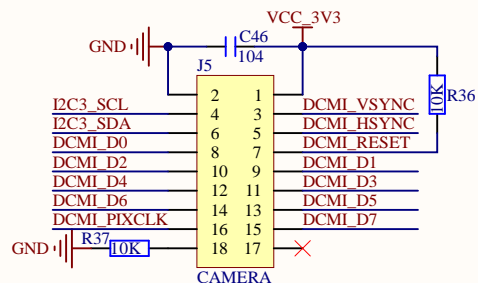 VCC_3V3
C46
GND
104
J5
R36
10K
2 1
I2C3_SCL 4 3 DCMI_VSYNC
I2C3_SDA 6 5 DCMI_HSYNC
DCMI_D0 8 7 DCMI_RESET
DCMI_D2 10 9 DCMI_D1
DCMI_D4 12 11 DCMI_D3
DCMI_D6 14 13 DCMI_D5
DCMI_PIXCLK 16 15 DCMI_D7
R37
GND 10K 18 17
CAMERA